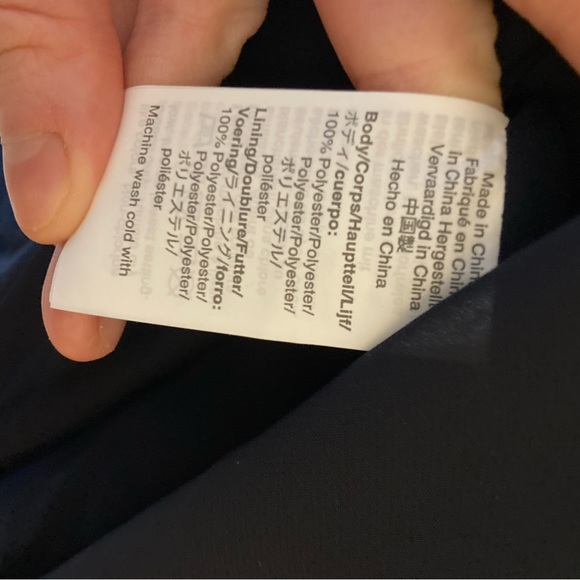 Made in China
Fabriqué en Chin
in China Hergestell
Vervaardigd in China
中国製
Hecho en China
Body/Corps/Hauptteil/Lijf/
ボディ/cuerpo:
100% Polyester/Polyester/
Polyester/Polyester/
ポリエステル/
poliéster
Lining/Doublure/Futter/
Voering/ライニング/forro:
100% Polyester/Polyester/
Polyester/Polyester/
ポリエステル/
poliéster
Machine wash cold with